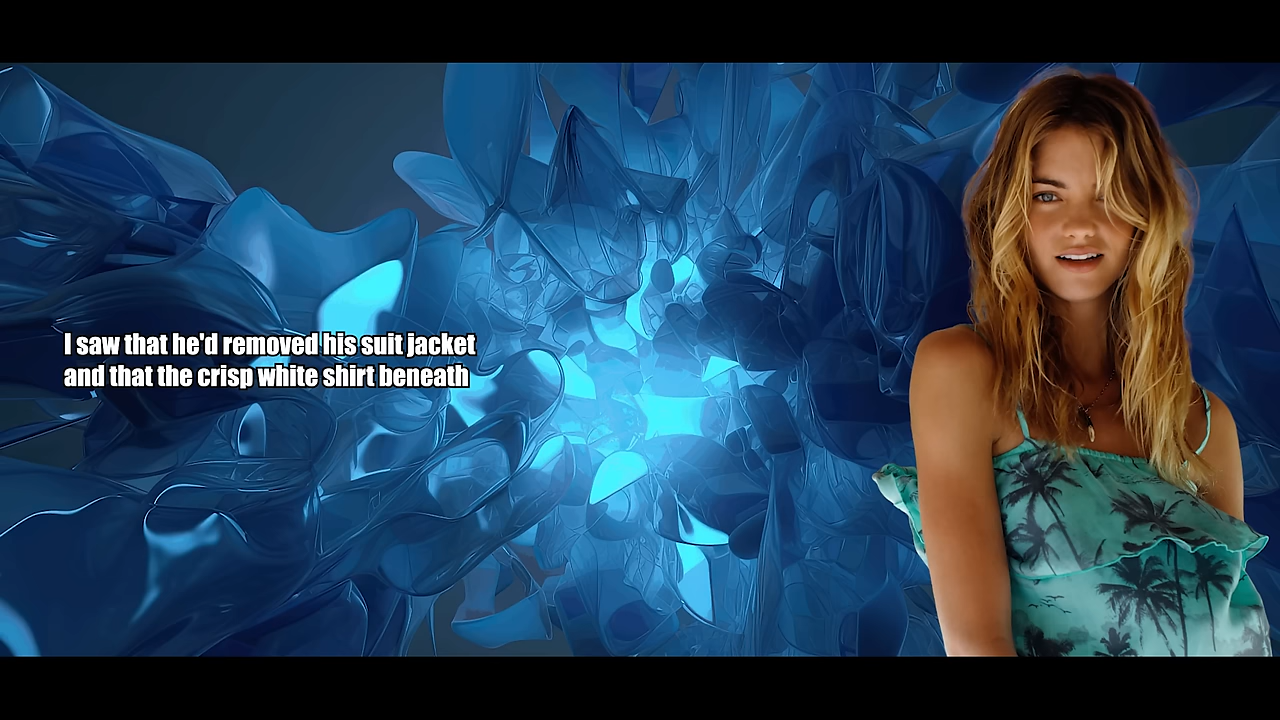 I saw that he'd removed his suit jacket
and that the crisp white shirt beneath